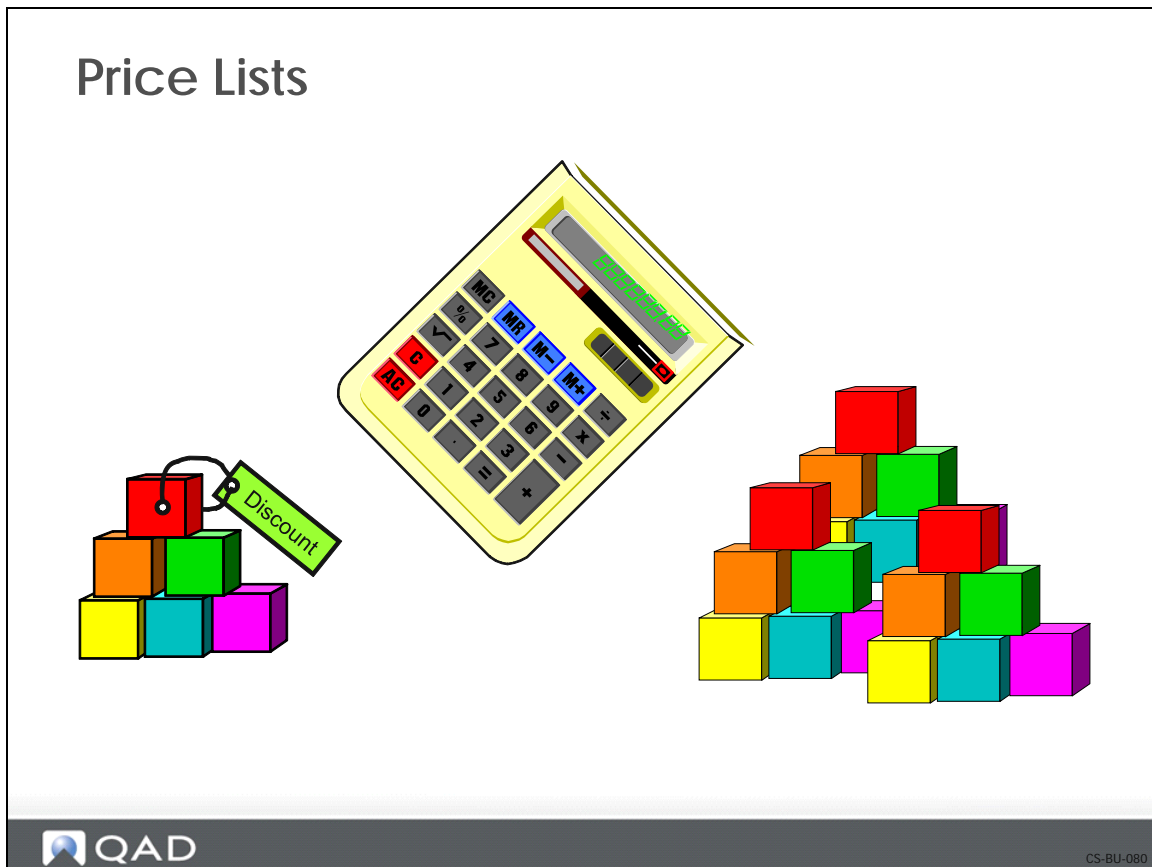 Price Lists
88888888
MC MR M− M+ ÷
% 7 8 9 x
√ 4 5 6 −
C 1 2 3 +
AC 0 . =
Discount
QAD
CS-BU-080